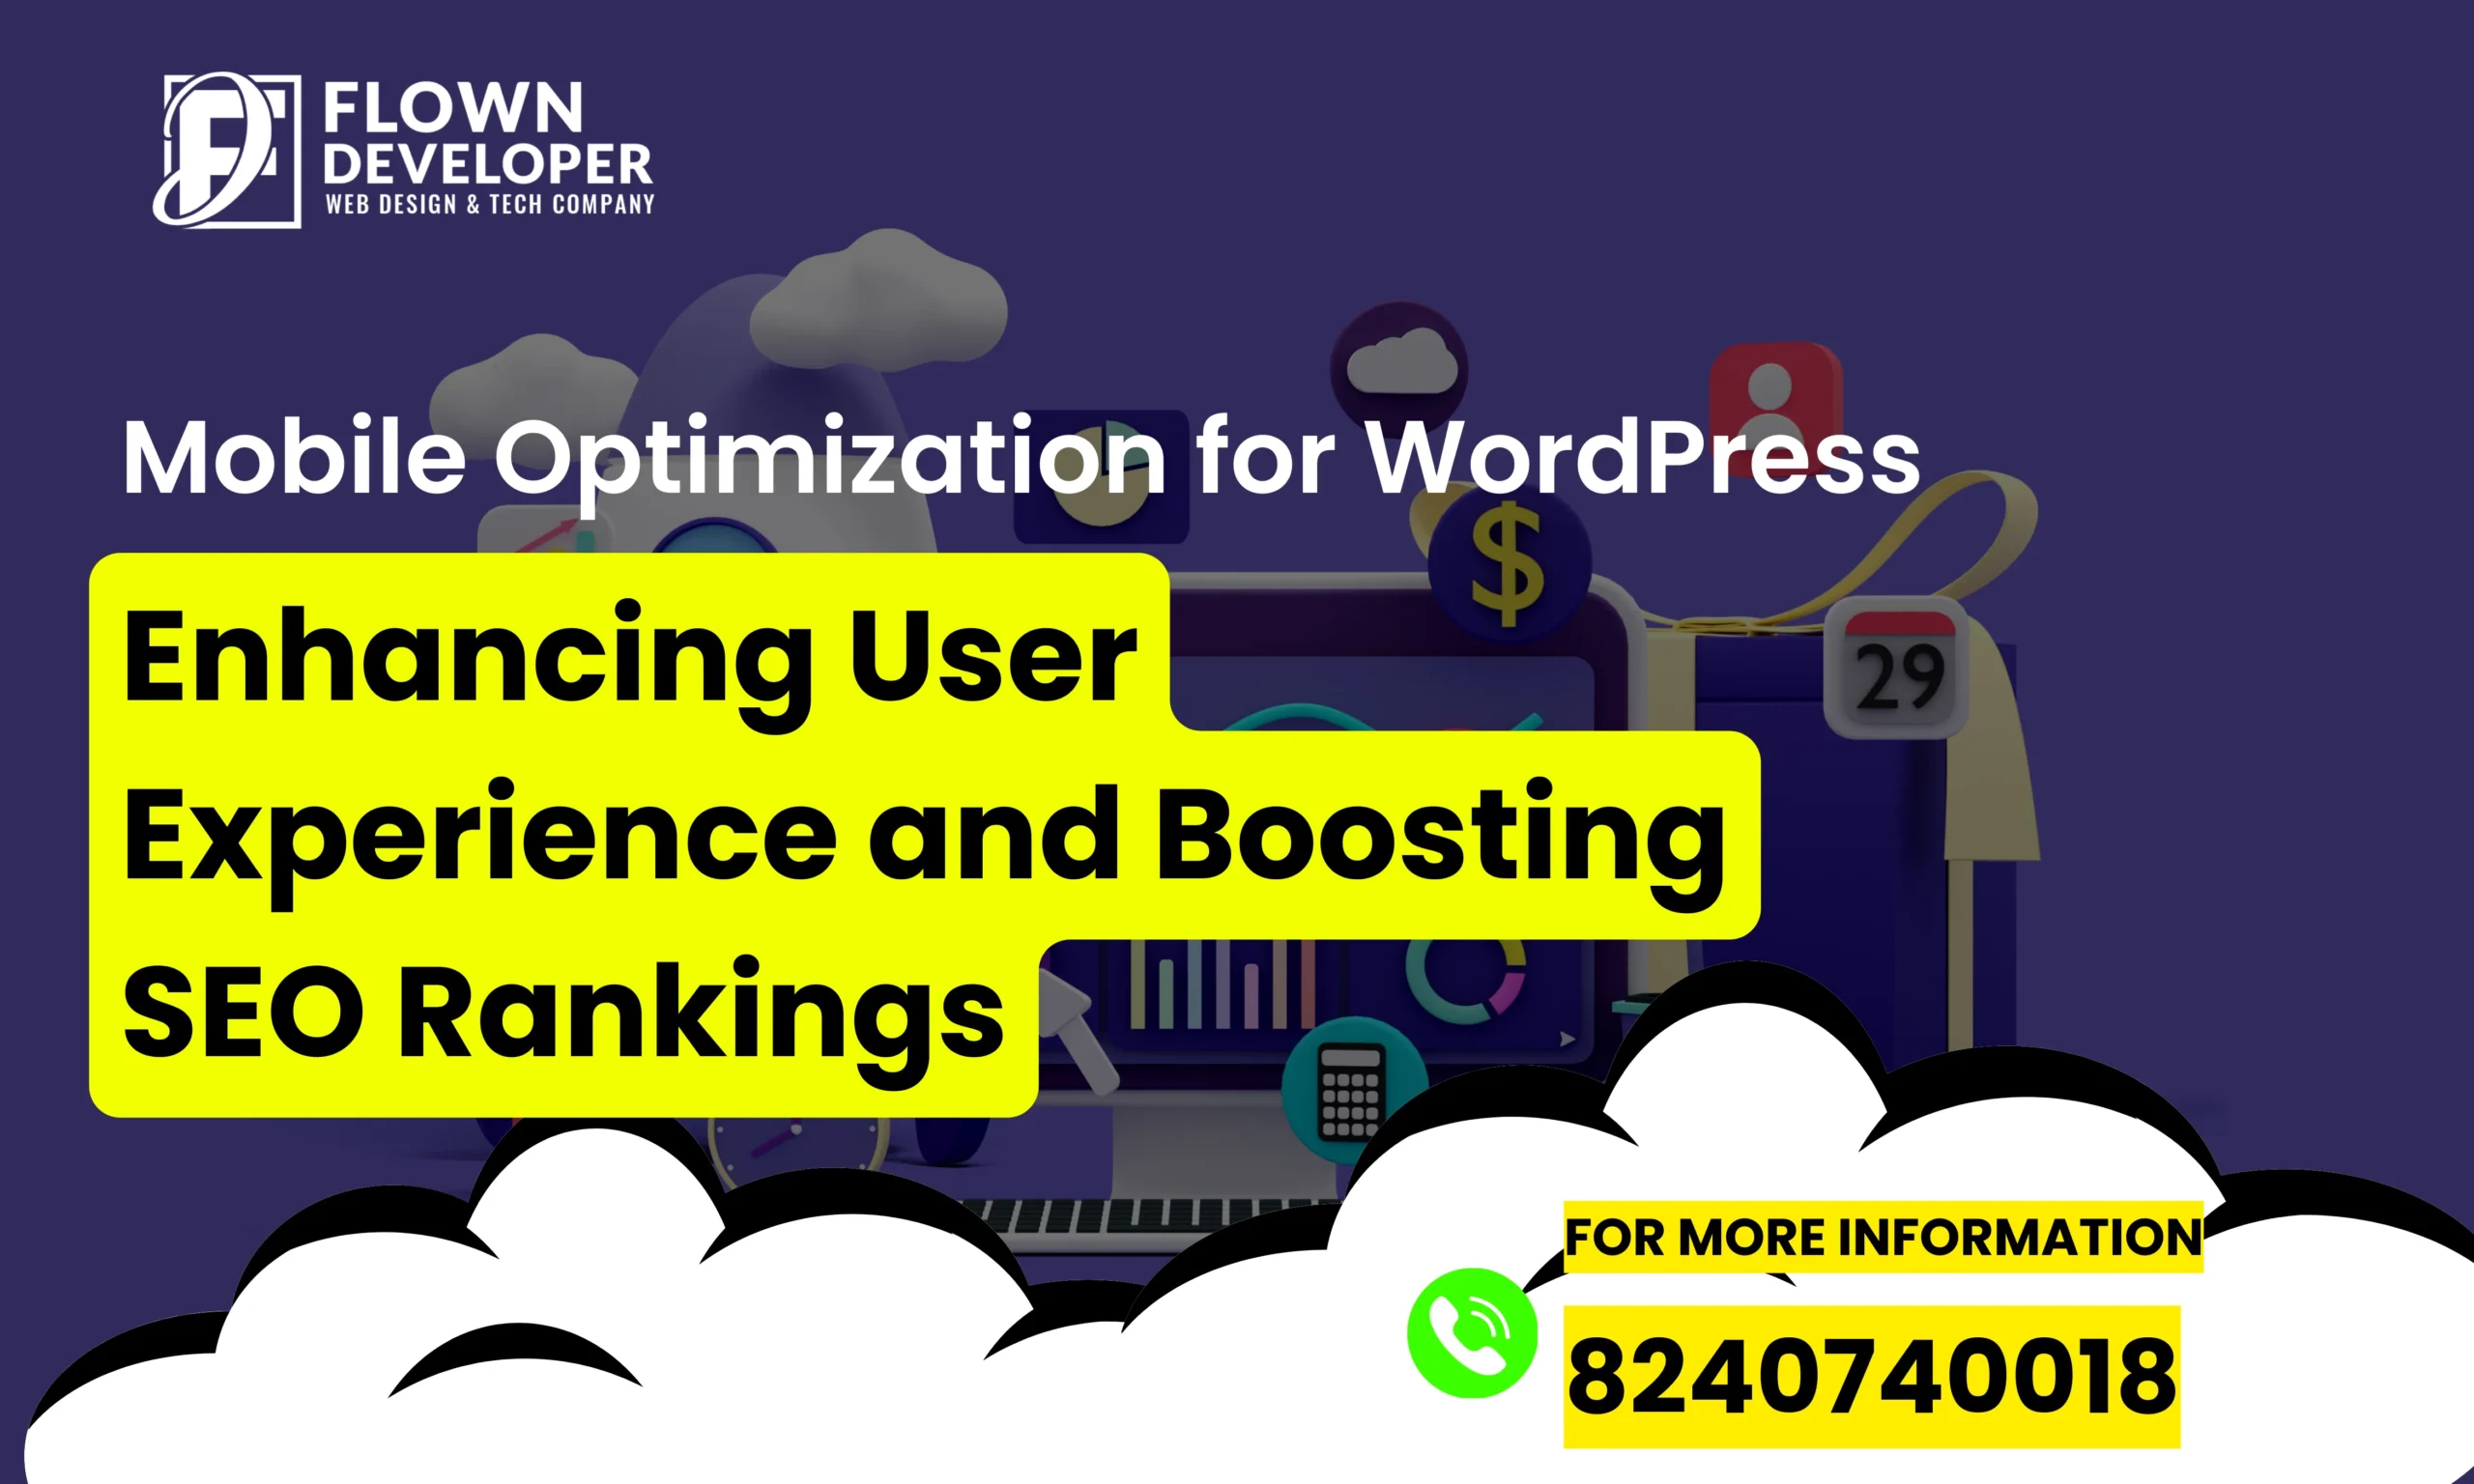 FLOWN
DEVELOPER
WEB DESIGN & TECH COMPANY
Mobile Optimization for WordPress
$
Enhancing User
29
Experience and Boosting
SEO Rankings
FOR MORE INFORMATION
8240740018